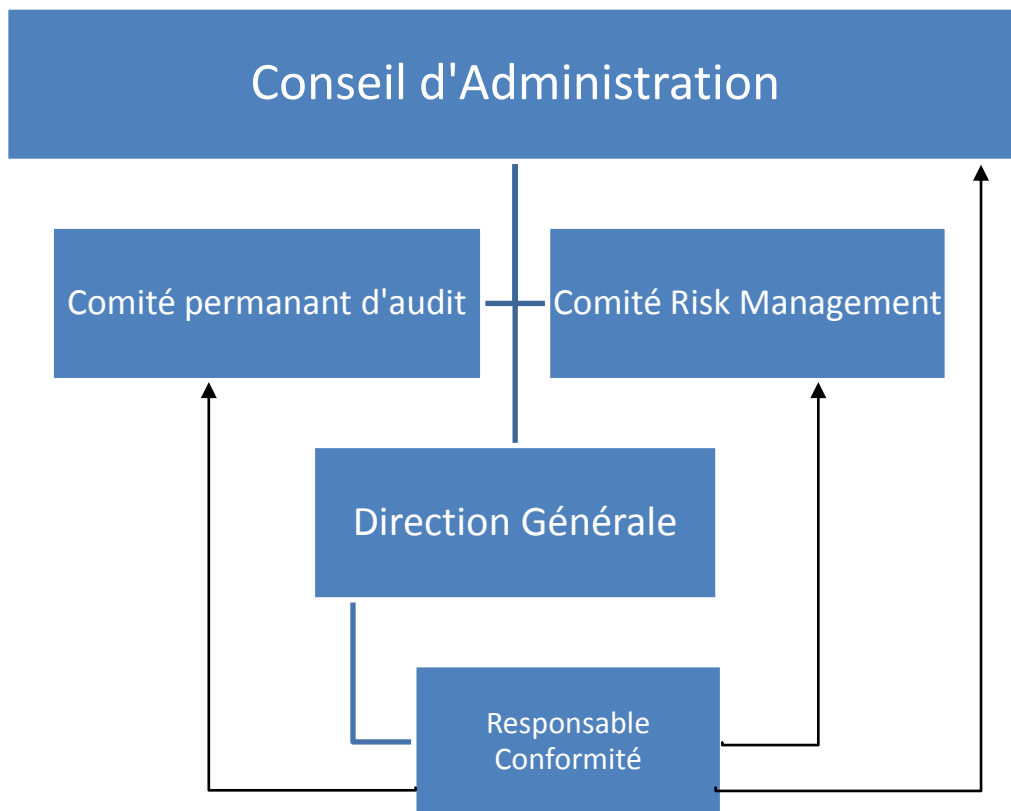 Conseil d'Administration
Comité permanant d'audit
Comité Risk Management
Direction Générale
Responsable
Conformité